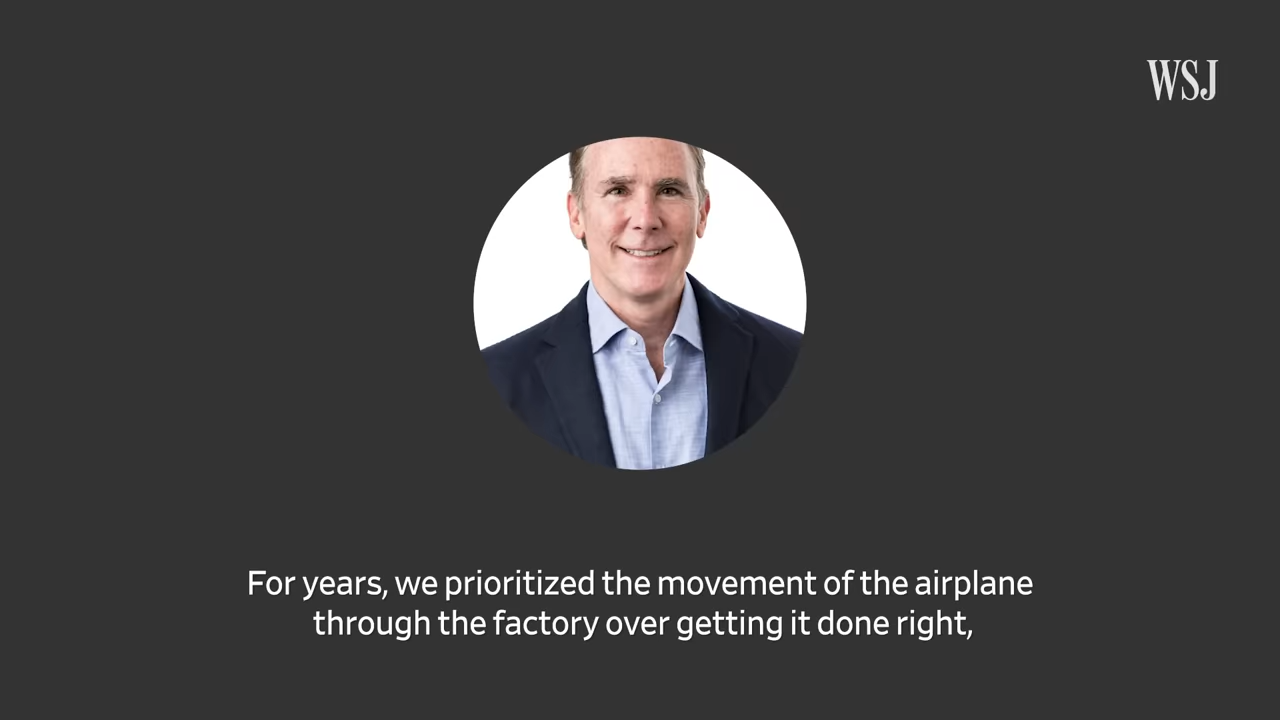 WSJ
For years, we prioritized the movement of the airplane
through the factory over getting it done right,